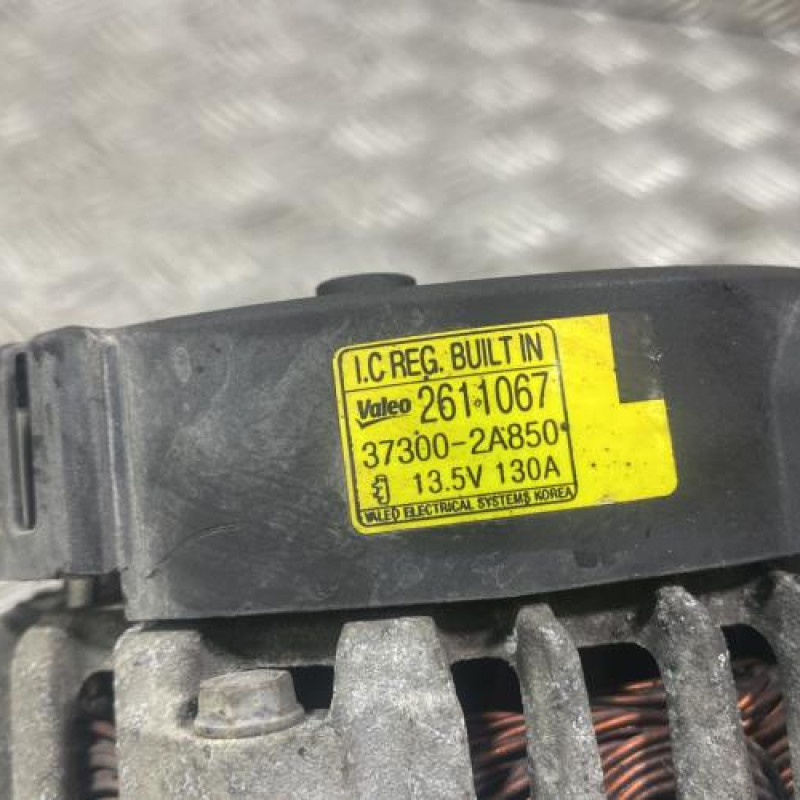 I.C REG. BUILT IN
Valeo 2611067
37300-2A850
13.5V 130A
VALEO ELECTRICAL SYSTEMS KOREA